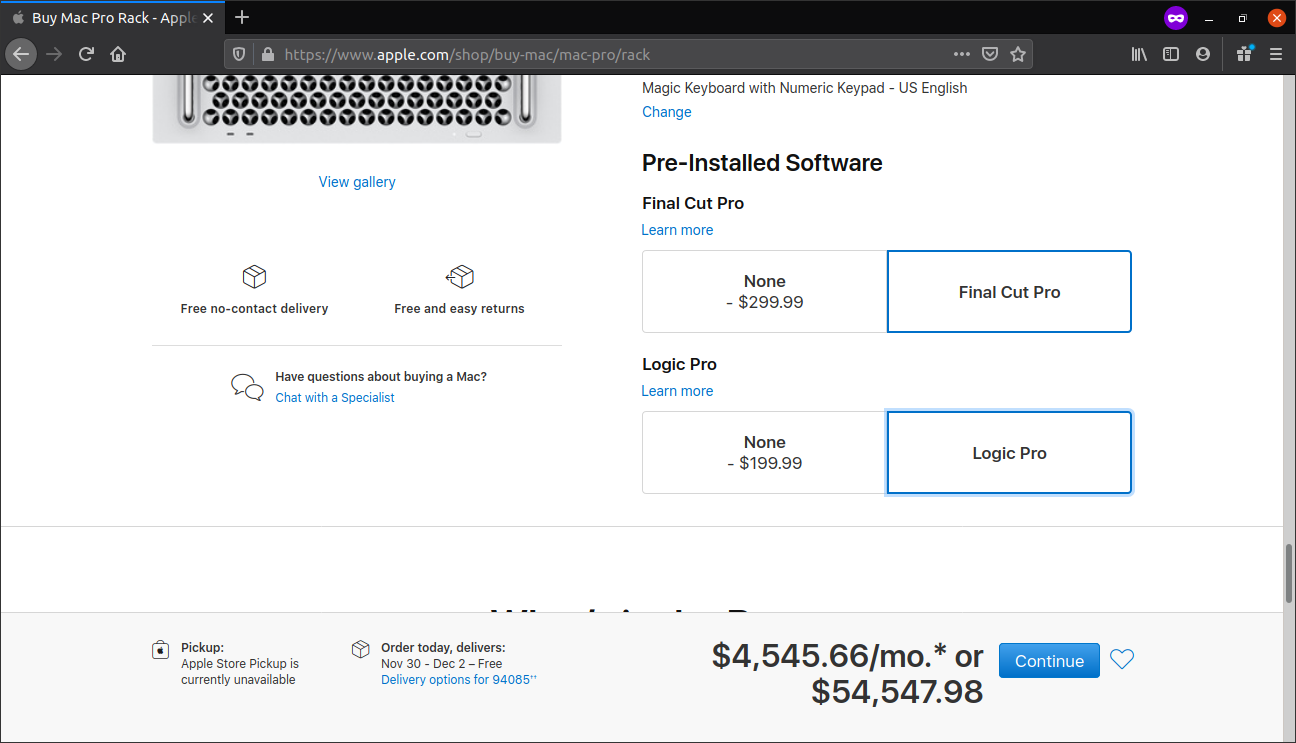 Buy Mac Pro Rack - Apple
https://www.apple.com/shop/buy-mac/mac-pro/rack
View gallery
Free no-contact delivery
Free and easy returns
Have questions about buying a Mac?
Chat with a Specialist
Magic Keyboard with Numeric Keypad - US English
Change
Pre-Installed Software
Final Cut Pro
Learn more
None
- $299.99
Final Cut Pro
Logic Pro
Learn more
None
- $199.99
Logic Pro
Pickup:
Apple Store Pickup is
currently unavailable
Order today, delivers:
Nov 30 - Dec 2 – Free
Delivery options for 94085††
$4,545.66/mo.* or
$54,547.98
Continue